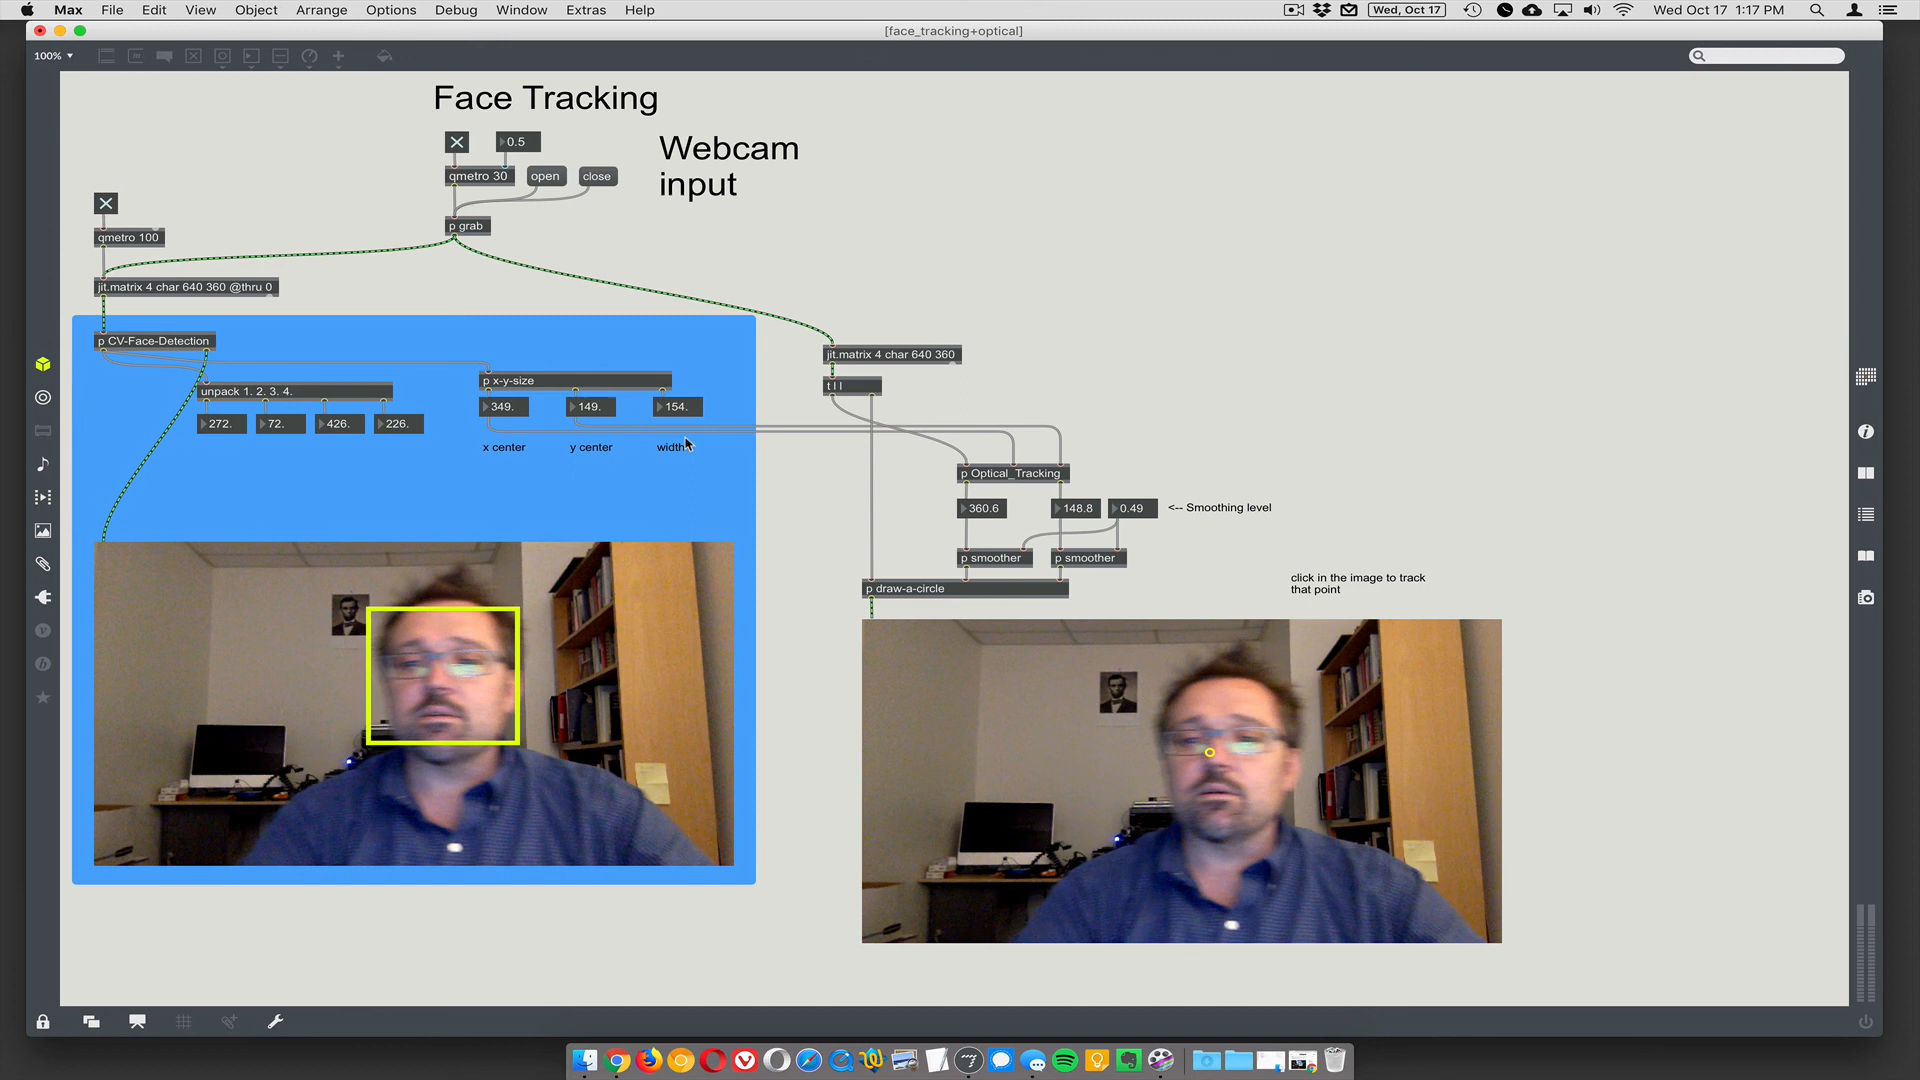 Max File Edit View Object Arrange Options Debug Window Extras Help
Wed, Oct 17
Wed Oct 17 1:17 PM
[face_tracking+optical]
100%
Face Tracking
0.5
Webcam
input
qmetro 30
open
close
p grab
qmetro 100
jit.matrix 4 char 640 360 @thru 0
p CV-Face-Detection
jit.matrix 4 char 640 360
t l l
p x-y-size
unpack 1. 2. 3. 4.
349.
149.
154.
272.
72.
426.
226.
x center
y center
width
p Optical_Tracking
360.6
148.8
0.49
<-- Smoothing level
p smoother
p smoother
p draw-a-circle
click in the image to track
that point